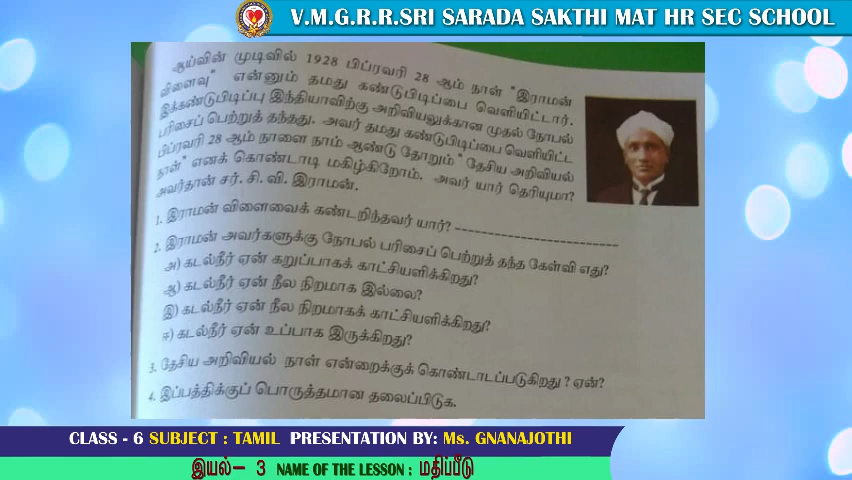 V.M.G.R.R.SRI SARADA SAKTHI MAT HR SEC SCHOOL
ஆய்வின் முடிவில் 1928 பிப்ரவரி 28 ஆம் நாள் "இராமன்
விளைவு" என்னும் தமது கண்டுபிடிப்பை வெளியிட்டார்.
இக்கண்டுபிடிப்பு இந்தியாவிற்கு அறிவியலுக்கான முதல் நோபல்
பரிசைப் பெற்றுத் தந்தது. அவர் தமது கண்டுபிடிப்பை வெளியிட்ட
பிப்ரவரி 28 ஆம் நாளை நாம் ஆண்டு தோறும் "தேசிய அறிவியல்
நாள்" எனக் கொண்டாடி மகிழ்கிறோம். அவர் யார் தெரியுமா?
அவர்தான் சர். சி. வி. இராமன்.
1. இராமன் விளைவைக் கண்டறிந்தவர் யார்? --------------------
2. இராமன் அவர்களுக்கு நோபல் பரிசைப் பெற்றுத் தந்த கேள்வி எது?
அ) கடல்நீர் ஏன் கறுப்பாகக் காட்சியளிக்கிறது?
ஆ) கடல்நீர் ஏன் நீல நிறமாக இல்லை?
இ) கடல்நீர் ஏன் நீல நிறமாகக் காட்சியளிக்கிறது?
ஈ) கடல்நீர் ஏன் உப்பாக இருக்கிறது?
3. தேசிய அறிவியல் நாள் என்றைக்குக் கொண்டாடப்படுகிறது ? ஏன்?
4. இப்பத்திக்குப் பொருத்தமான தலைப்பிடுக.
CLASS - 6 SUBJECT : TAMIL PRESENTATION BY: Ms. GNANAJOTHI
இயல்– 3 NAME OF THE LESSON : மதிப்பீடு